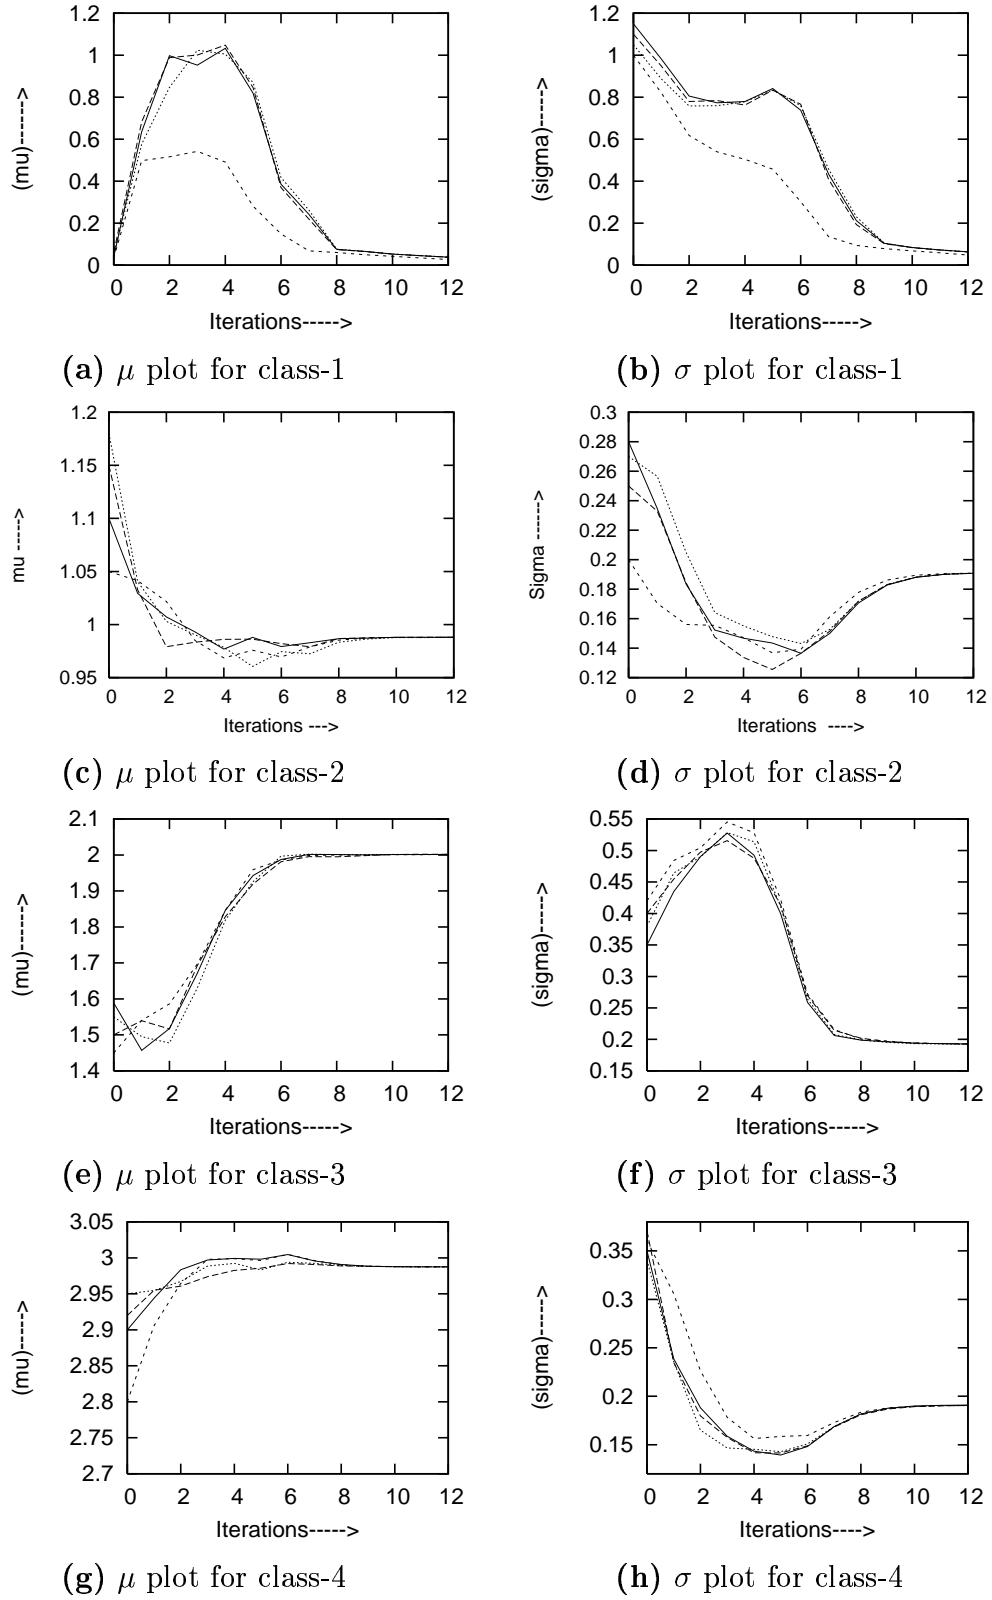 1.2
1
0.8
0.6
0.4
0.2
0
(mu)------>
0 2 4 6 8 10 12
Iterations----->
(a) μ plot for class-1
1.2
1
0.8
0.6
0.4
0.2
0
(sigma)----->
0 2 4 6 8 10 12
Iterations----->
(b) σ plot for class-1
1.2
1.15
1.1
1.05
1
0.95
mu ----->
0 2 4 6 8 10 12
Iterations --->
(c) μ plot for class-2
0.3
0.28
0.26
0.24
0.22
0.2
0.18
0.16
0.14
0.12
Sigma ----->
0 2 4 6 8 10 12
Iterations ---->
(d) σ plot for class-2
2.1
2
1.9
1.8
1.7
1.6
1.5
1.4
(mu)------>
0 2 4 6 8 10 12
Iterations----->
(e) μ plot for class-3
0.55
0.5
0.45
0.4
0.35
0.3
0.25
0.2
0.15
(sigma)----->
0 2 4 6 8 10 12
Iterations----->
(f) σ plot for class-3
3.05
3
2.95
2.9
2.85
2.8
2.75
2.7
(mu)------>
0 2 4 6 8 10 12
Iterations----->
(g) μ plot for class-4
0.35
0.3
0.25
0.2
0.15
(sigma)----->
0 2 4 6 8 10 12
Iterations---->
(h) σ plot for class-4